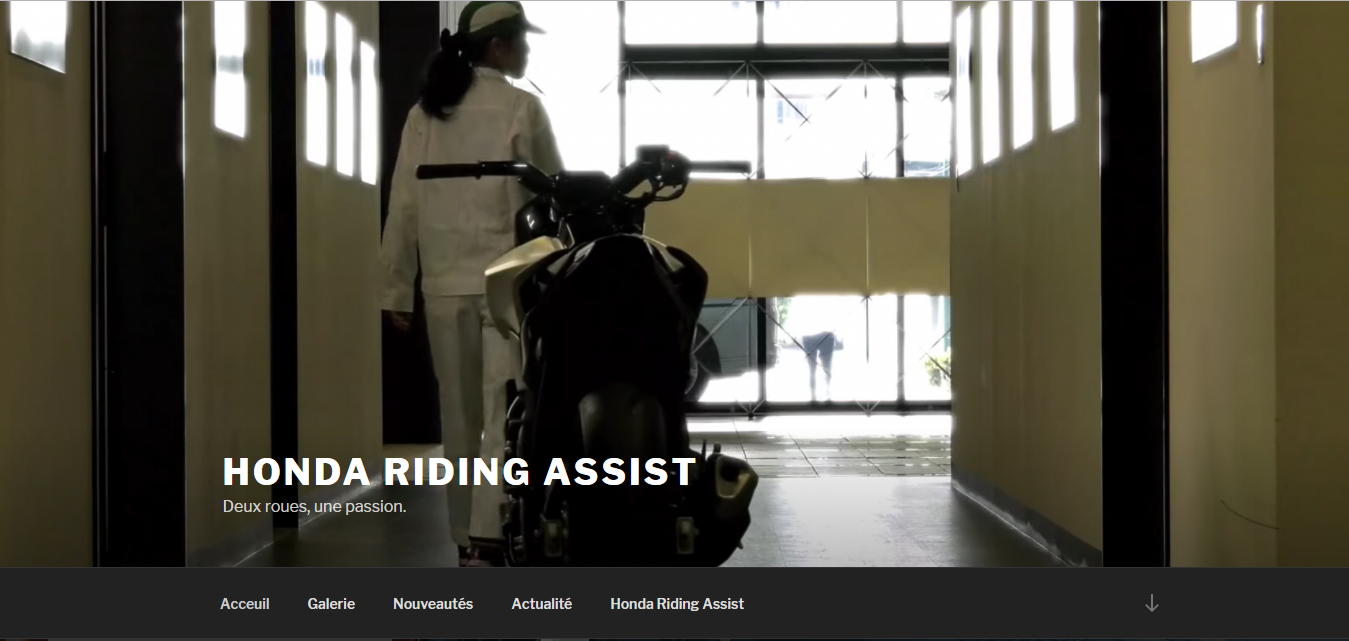 HONDA RIDING ASSIST
Deux roues, une passion.
Acceuil Galerie Nouveautés Actualité Honda Riding Assist